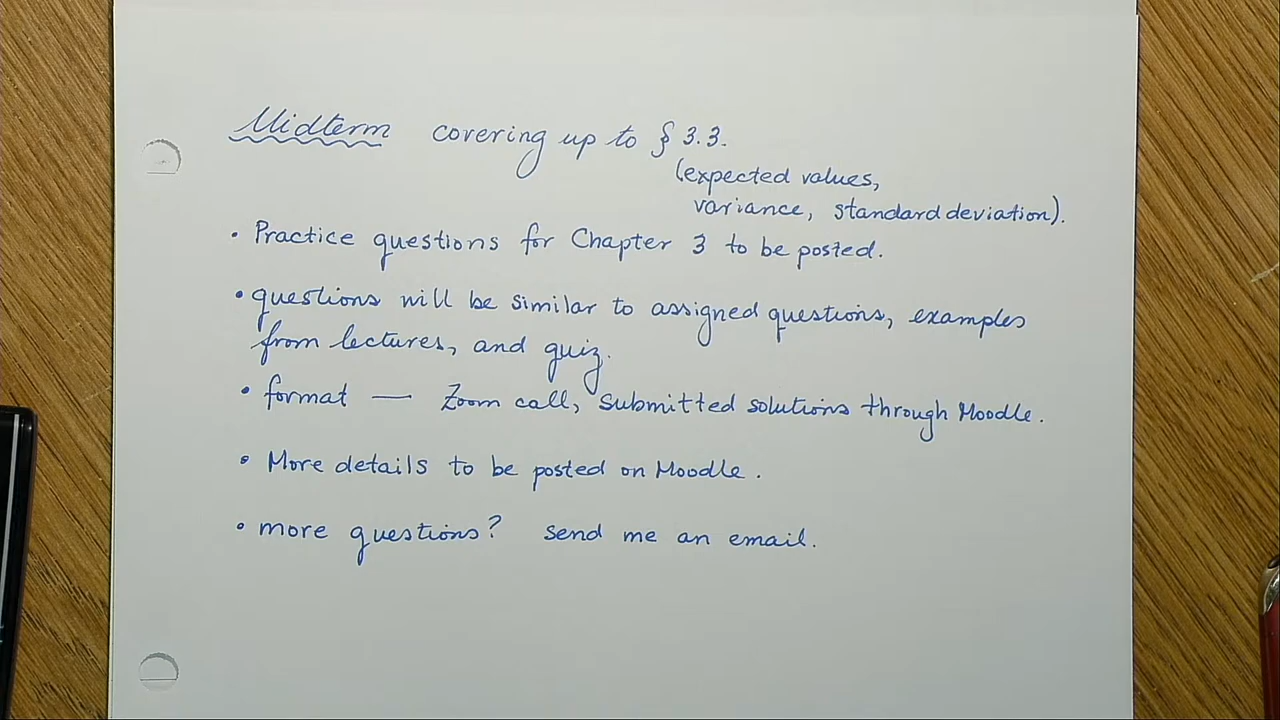 Midterm covering up to § 3.3.
(expected values,
variance, standard deviation).
• Practice questions for Chapter 3 to be posted.
• questions will be similar to assigned questions, examples
from lectures, and quiz.
• format — Zoom call, submitted solutions through Moodle.
• More details to be posted on Moodle.
• more questions? send me an email.